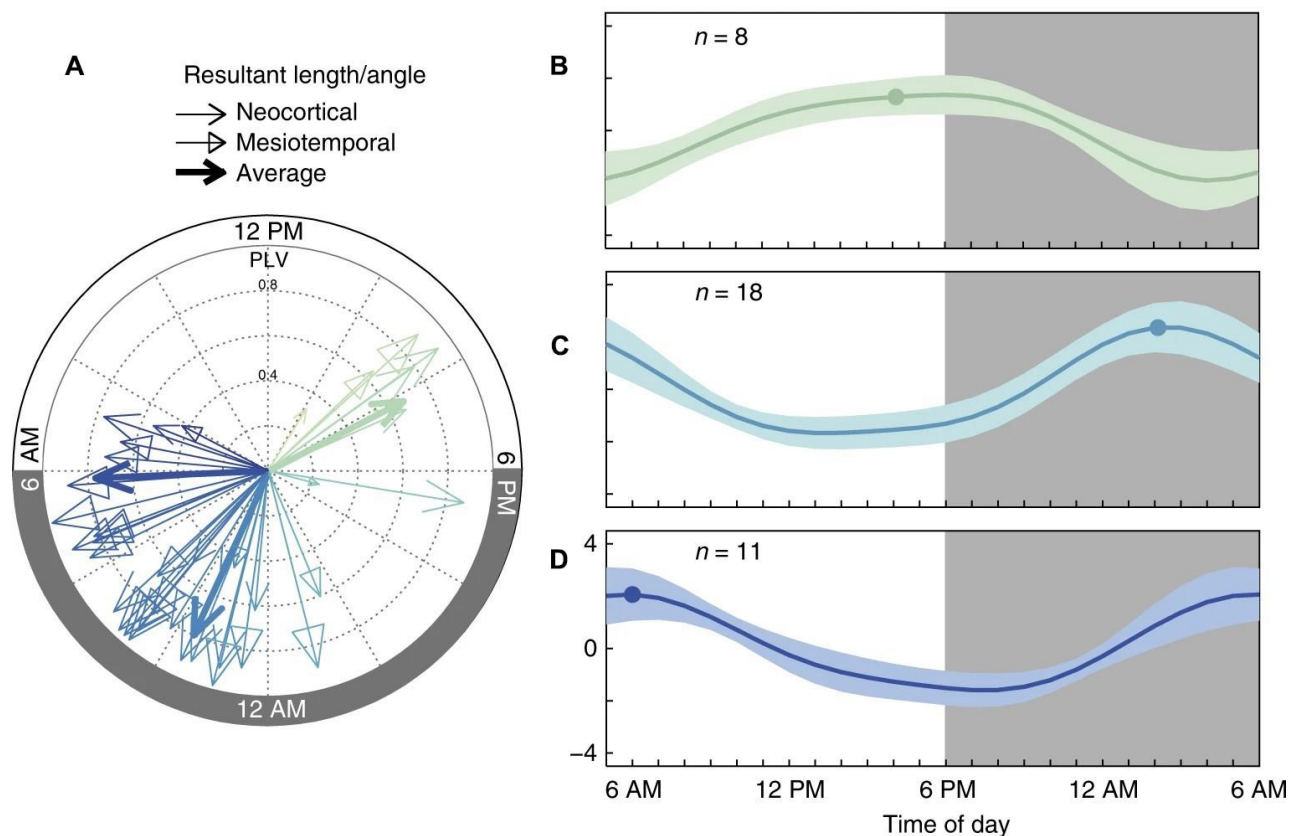 A
Resultant length/angle
Neocortical
Mesiotemporal
Average
12 PM
PLV
0.8
0.4
6 AM
6 PM
12 AM
B
n = 8
C
n = 18
D
n = 11
4
0
−4
6 AM 12 PM 6 PM 12 AM 6 AM
Time of day